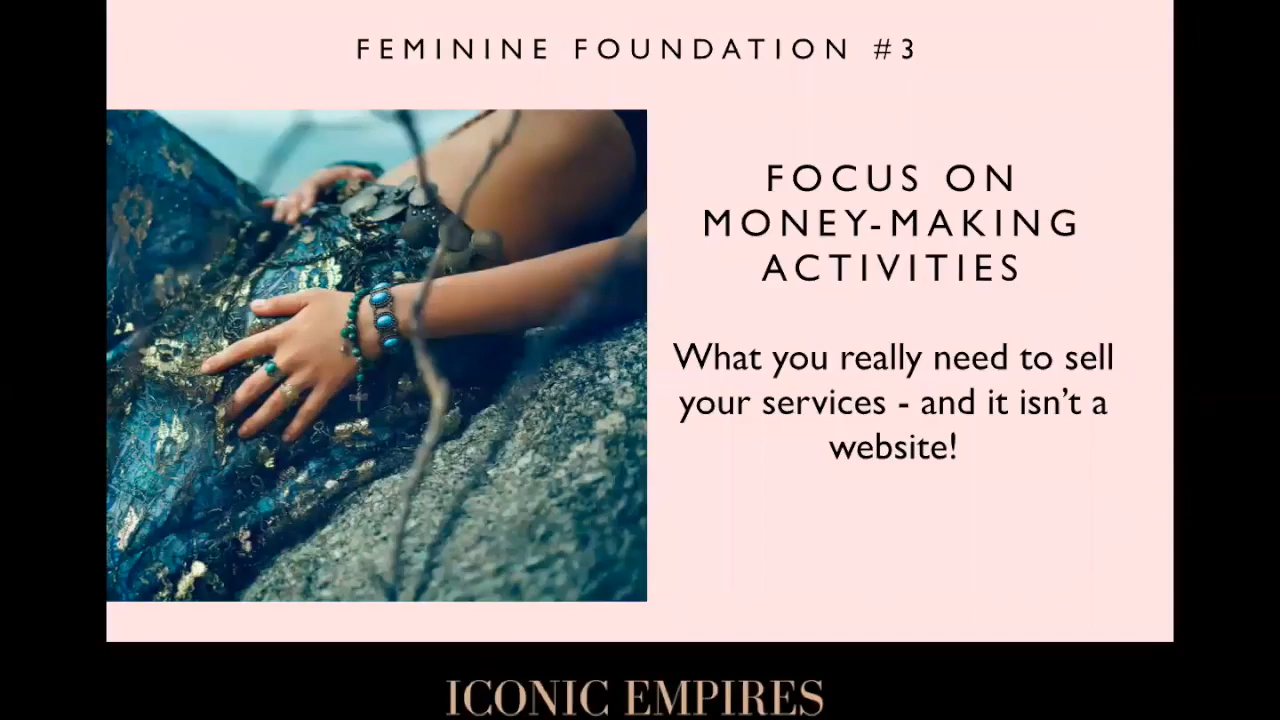 FEMININE FOUNDATION #3
FOCUS ON
MONEY-MAKING
ACTIVITIES
What you really need to sell
your services - and it isn't a
website!
ICONIC EMPIRES